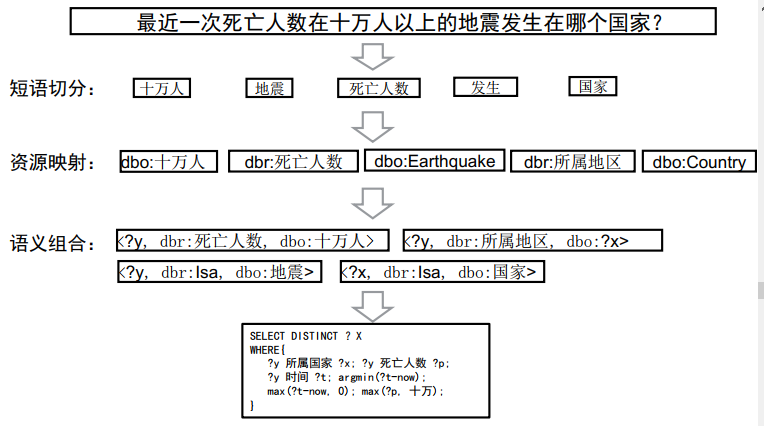 最近一次死亡人数在十万人以上的地震发生在哪个国家？
短语切分： 十万人 地震 死亡人数 发生 国家
资源映射： dbo:十万人 dbr:死亡人数 dbo:Earthquake dbr:所属地区 dbo:Country
语义组合： <?y, dbr:死亡人数, dbo:十万人> <?y, dbr:所属地区, dbo:?x>
<?y, dbr:Isa, dbo:地震> <?x, dbr:Isa, dbo:国家>
SELECT DISTINCT ? X
WHERE{
?y 所属国家 ?x; ?y 死亡人数 ?p;
?y 时间 ?t; argmin(?t-now);
max(?t-now, 0); max(?p, 十万);
}